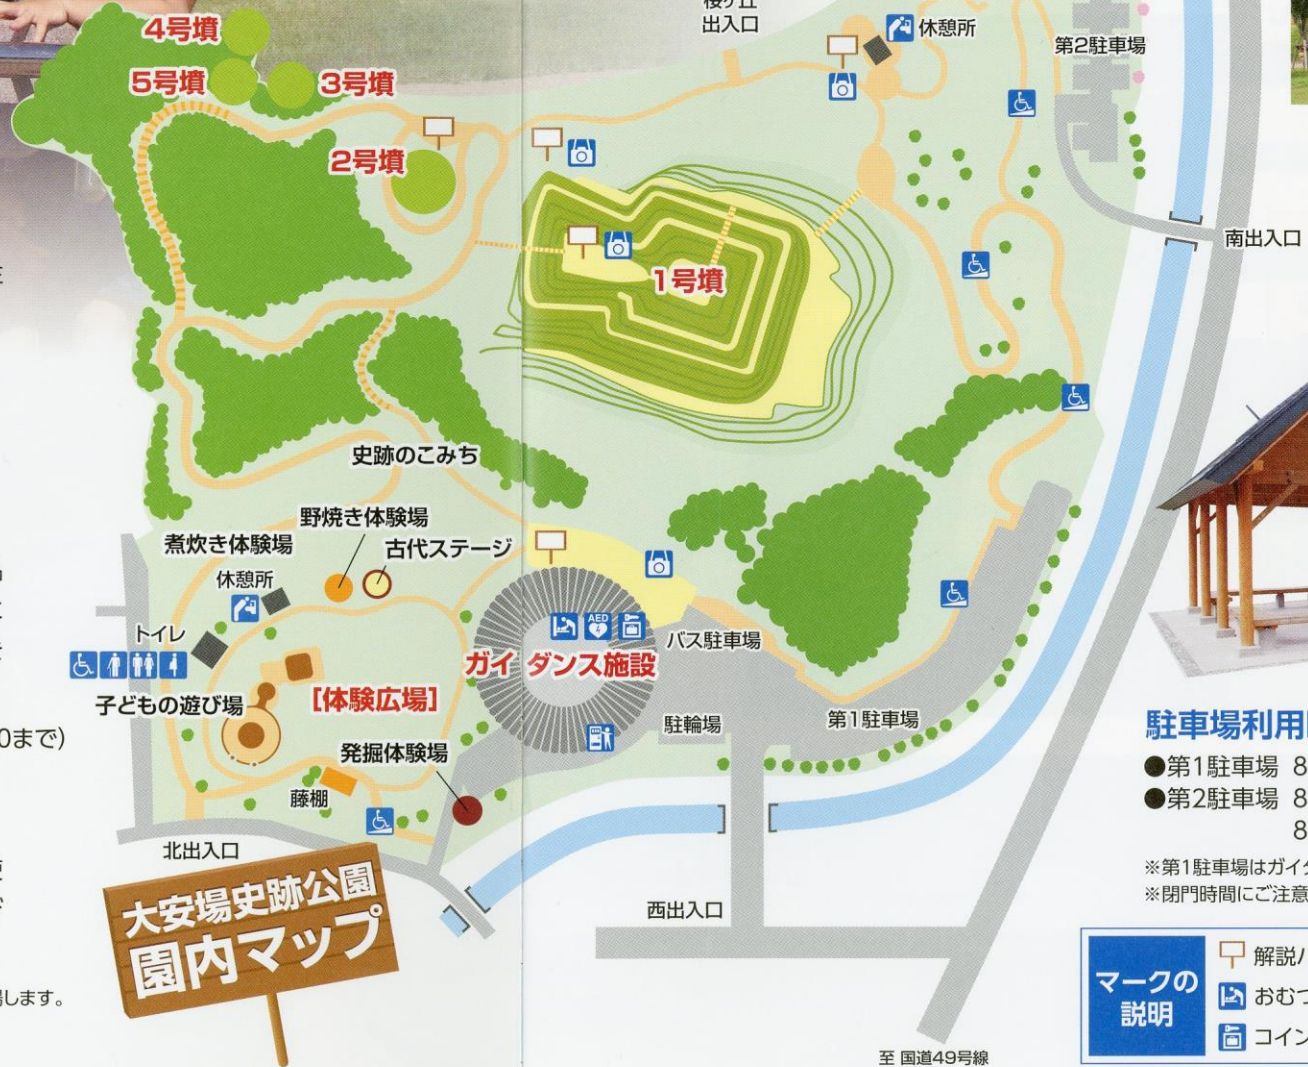 4号墳
5号墳
3号墳
2号墳
1号墳
出入口
休憩所
第2駐車場
南出入口
史跡のこみち
野焼き体験場
煮炊き体験場
古代ステージ
休憩所
トイレ
子どもの遊び場
[体験広場]
AED
ガイダンス施設
バス駐車場
駐輪場
第1駐車場
発掘体験場
藤棚
北出入口
西出入口
大安場史跡公園
園内マップ
至 国道49号線
0まで)
します。
駐車場利用
●第1駐車場 8
●第2駐車場 8
8
※第1駐車場はガイ
※閉門時間にご注意
マークの
説明
解説
おむつ
コイン